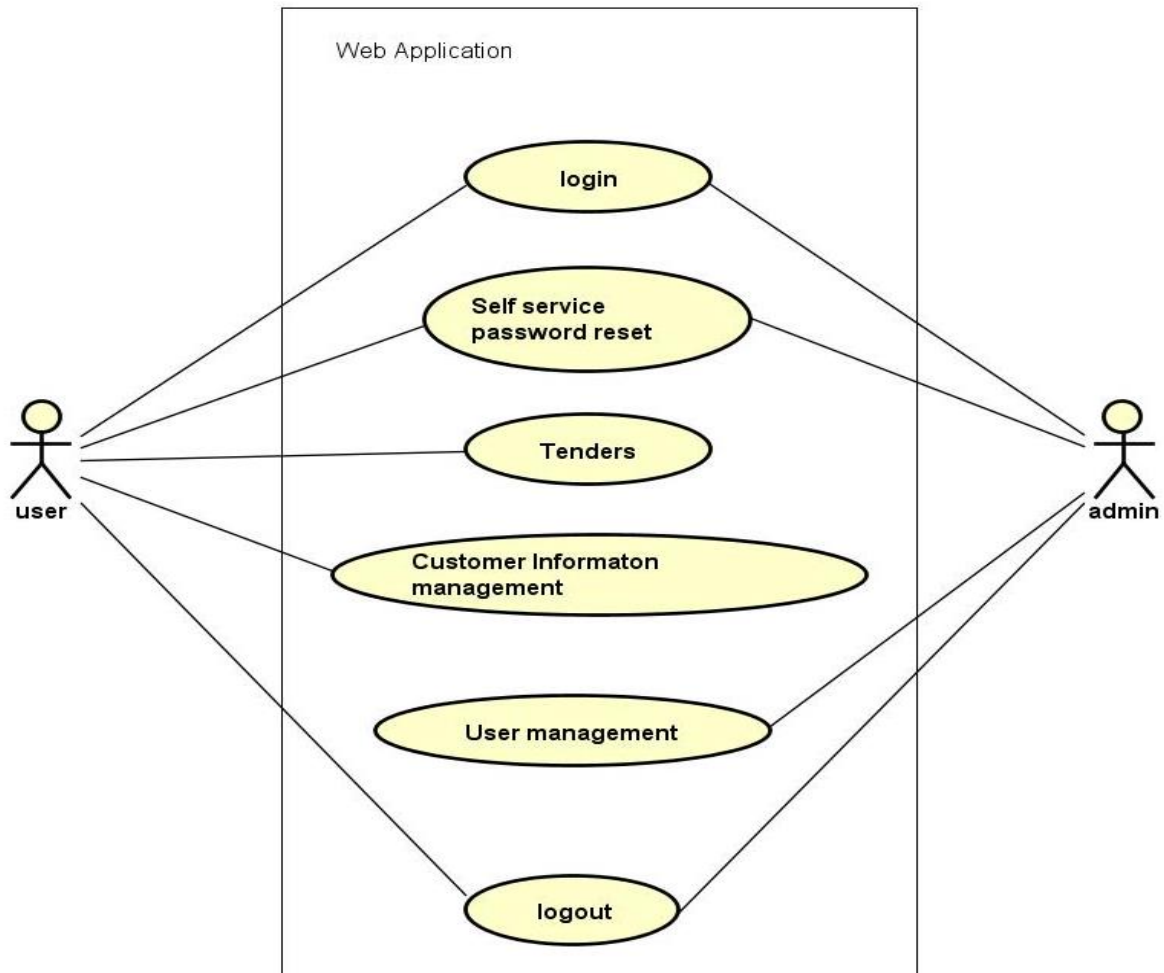 Web Application
login
Self service
password reset
Tenders
user
admin
Customer Informaton
management
User management
logout